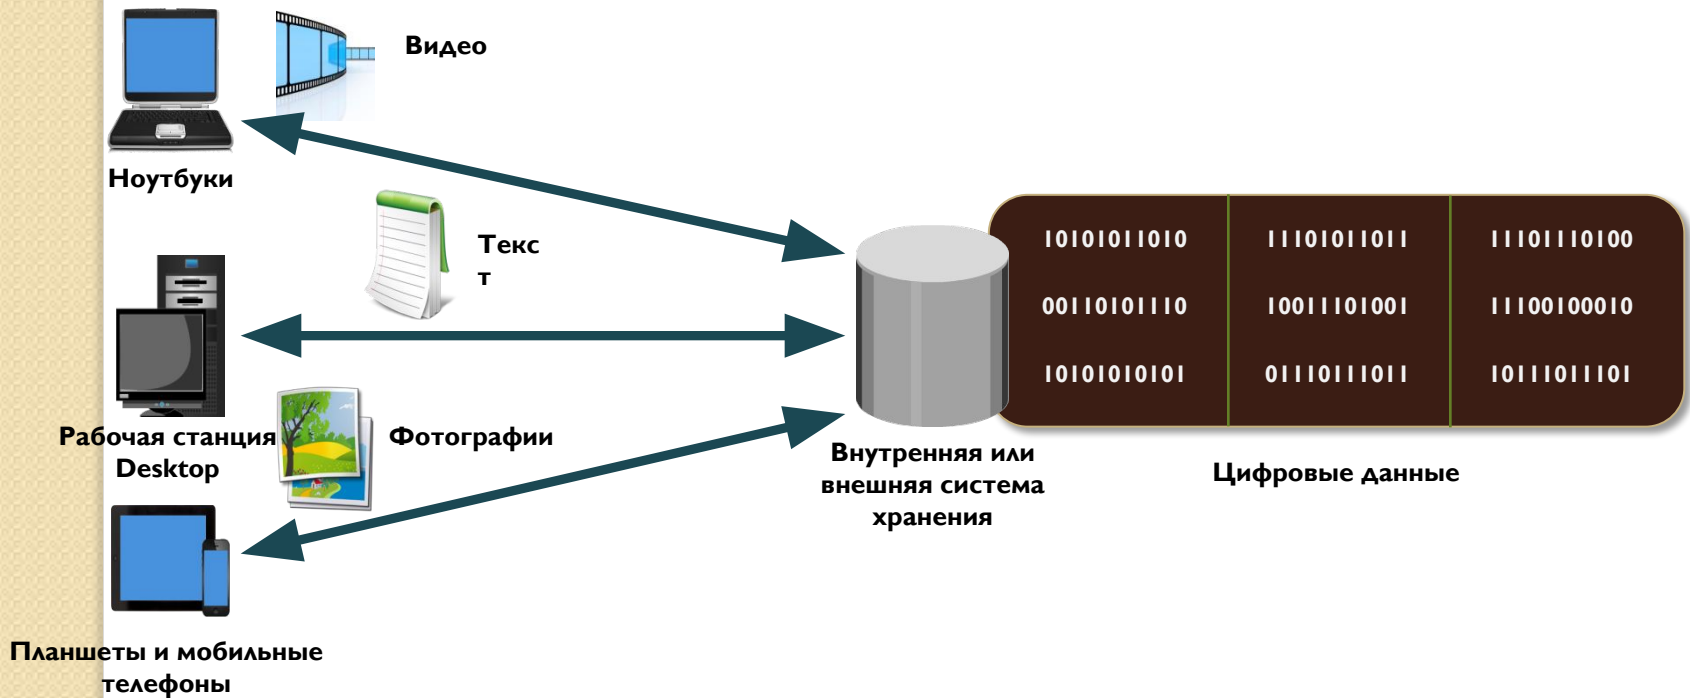 Видео
Ноутбуки
Текс
т
Рабочая станция
Desktop
Фотографии
Планшеты и мобильные
телефоны
Внутренняя или
внешняя система
хранения
10101011010 11101011011 11101110100
00110101110 10011101001 11100100010
10101010101 01110111011 10111011101
Цифровые данные